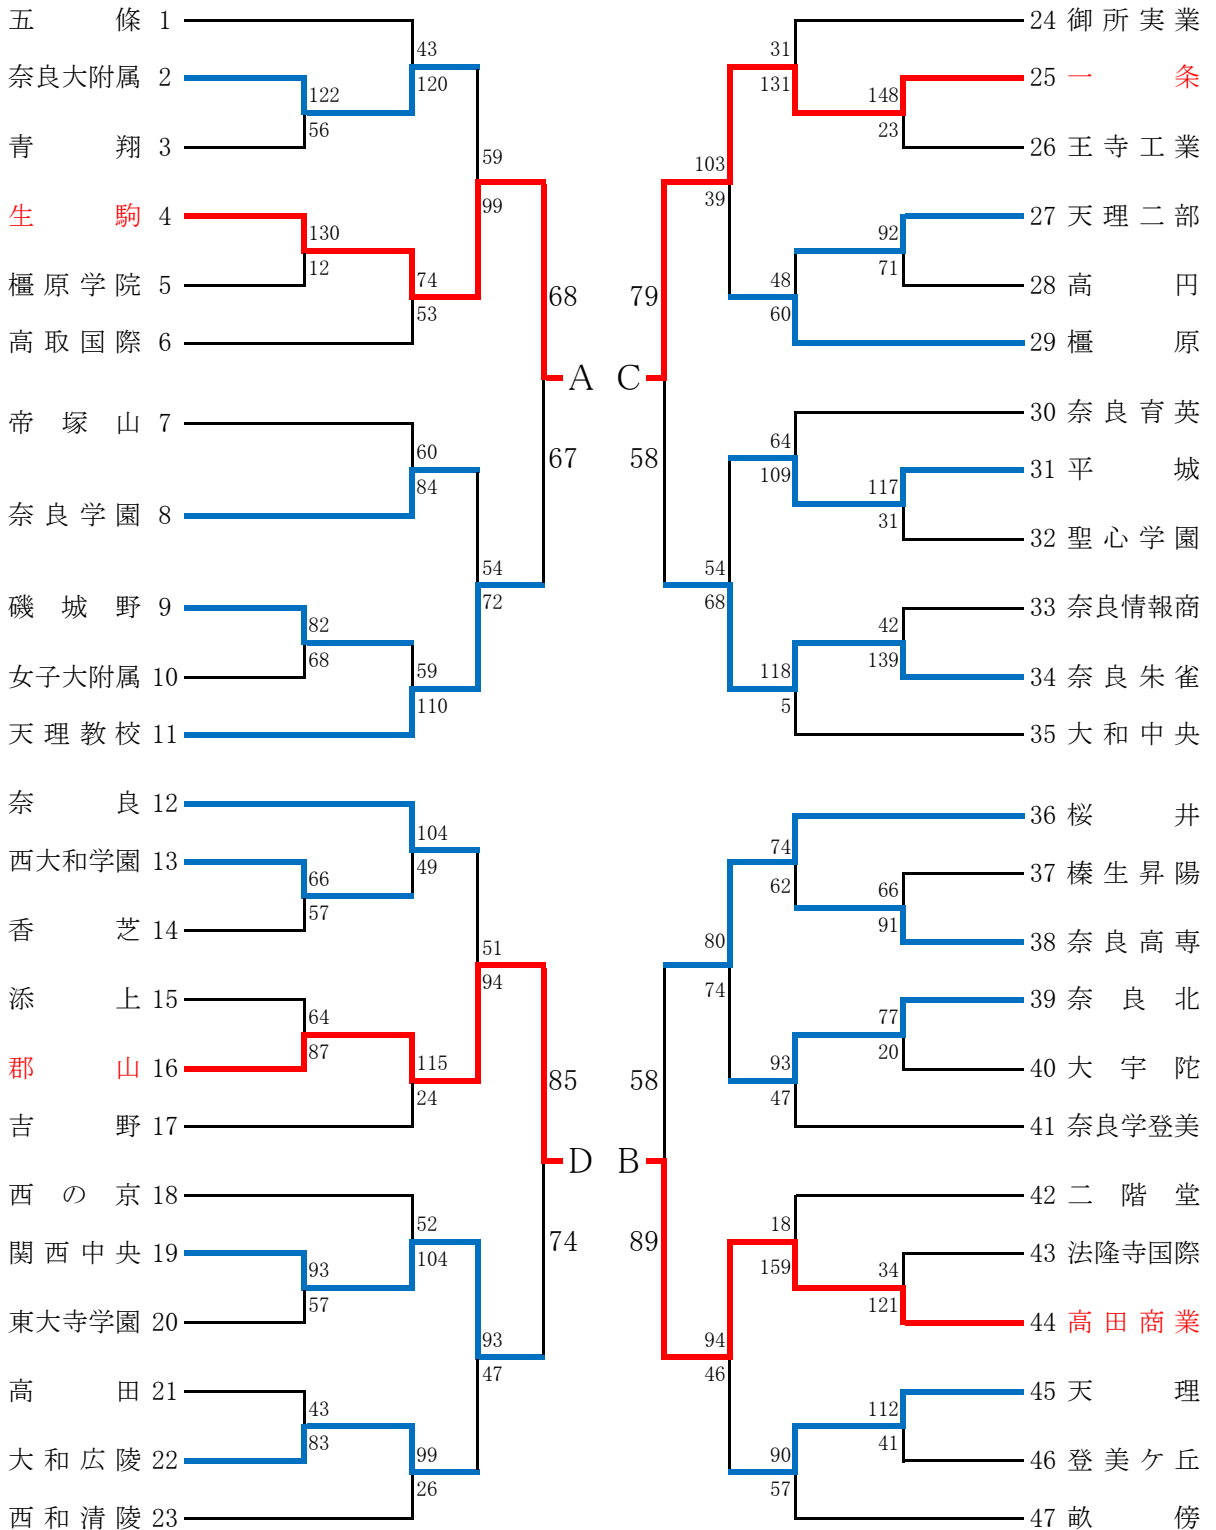 五條 1
43
奈良大附属 2
120
122
56
青翔 3
59
生駒 4
99
130
12
橿原学院 5
74
53
高取国際 6
68
A
帝塚山 7
67
60
84
奈良学園 8
54
磯城野 9
72
82
68
女子大附属 10
59
110
天理教校 11
奈良 12
104
西大和学園 13
49
66
57
香芝 14
51
添上 15
94
64
87
郡山 16
115
24
吉野 17
85
D
西の京 18
74
52
関西中央 19
104
93
57
東大寺学園 20
93
47
高田 21
43
83
大和広陵 22
99
26
西和清陵 23
24 御所実業
31
25 一条
131
148
23
26 王寺工業
103
39
27 天理二部
92
71
28 高円
48
60
29 橿原
79
C
58
30 奈良育英
64
31 平城
109
117
31
32 聖心学園
54
68
33 奈良情報商
42
139
34 奈良朱雀
118
5
35 大和中央
36 桜井
74
37 榛生昇陽
62
66
91
38 奈良高専
80
74
39 奈良北
77
20
40 大宇陀
93
47
41 奈良学登美
58
B
89
42 二階堂
18
43 法隆寺国際
159
34
121
44 高田商業
94
46
45 天理
112
41
46 登美ケ丘
90
57
47 畝傍